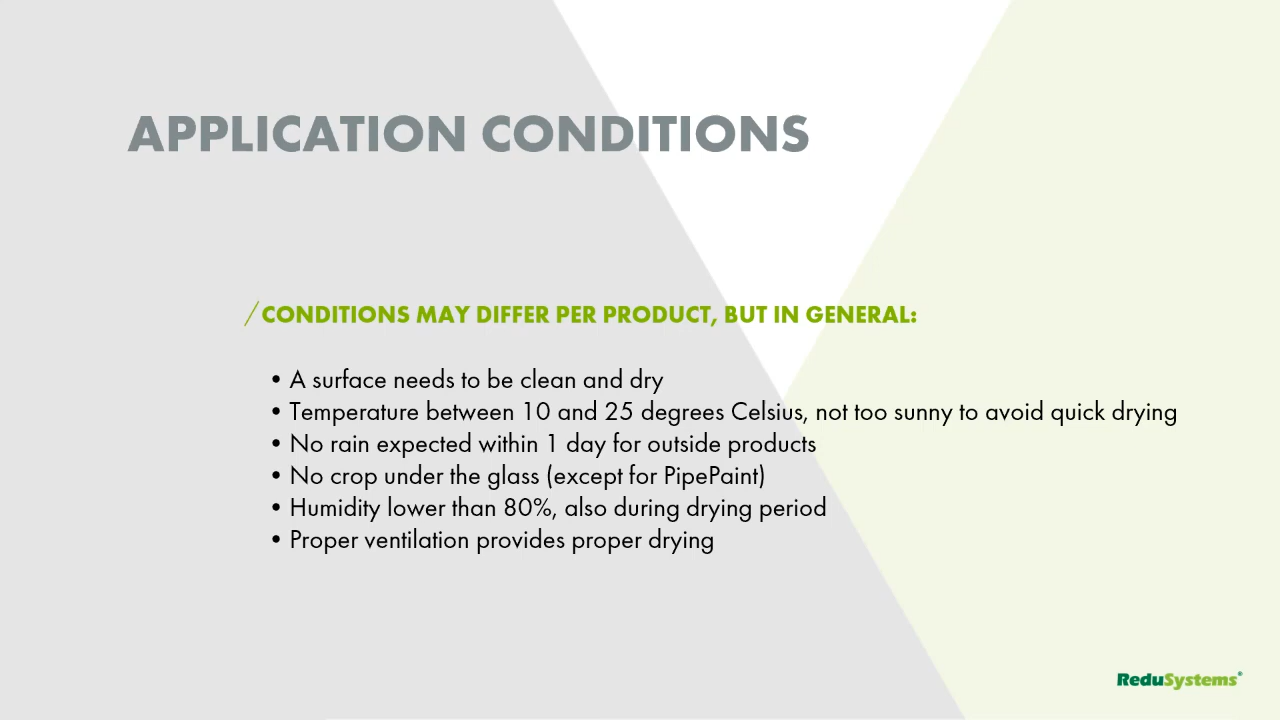 APPLICATION CONDITIONS
/CONDITIONS MAY DIFFER PER PRODUCT, BUT IN GENERAL:
• A surface needs to be clean and dry
• Temperature between 10 and 25 degrees Celsius, not too sunny to avoid quick drying
• No rain expected within 1 day for outside products
• No crop under the glass (except for PipePaint)
• Humidity lower than 80%, also during drying period
• Proper ventilation provides proper drying
ReduSystems®